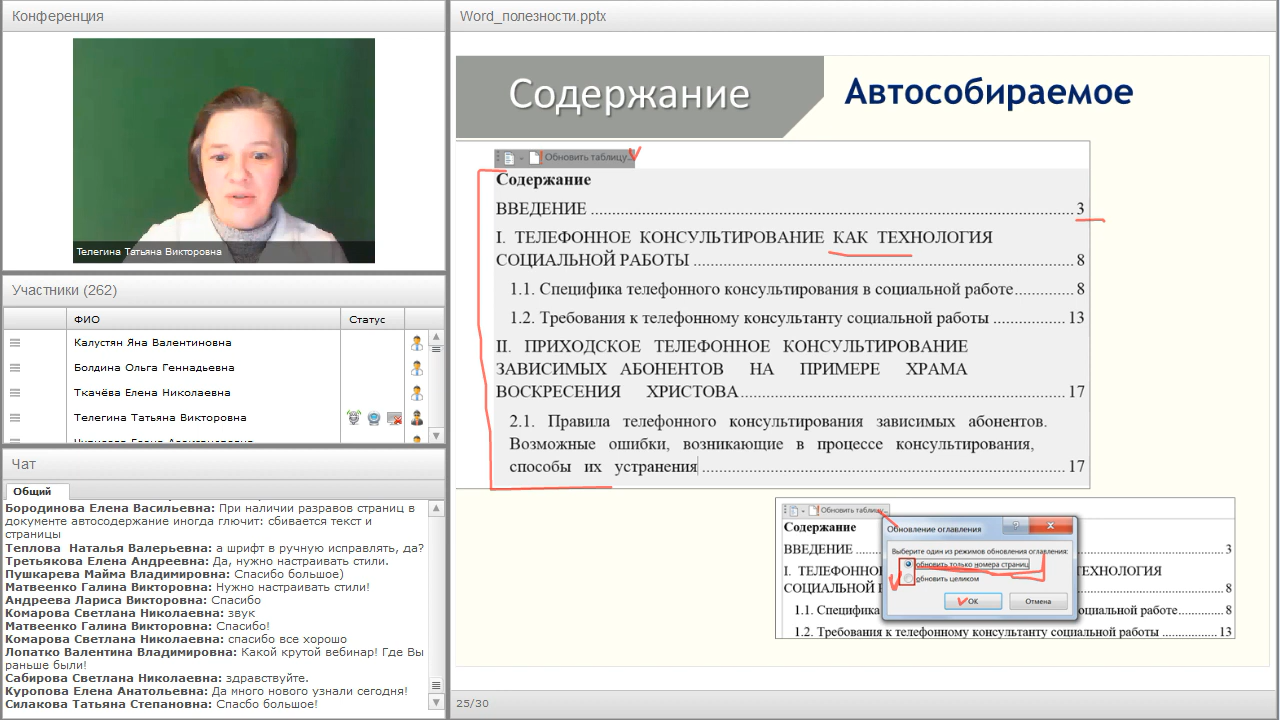 Конференция
Телегина Татьяна Викторовна
Участники (262)
ФИО
Статус
Калустян Яна Валентиновна
Болдина Ольга Геннадьевна
Ткачёва Елена Николаевна
Телегина Татьяна Викторовна
Чат
Общий
Бородинова Елена Васильевна: При наличии разравов страниц в
документе автосодержание иногда глючит: сбивается текст и
страницы
Теплова Наталья Валерьевна: а шрифт в ручную исправлять, да?
Третьякова Елена Андреевна: Да, нужно настраивать стили.
Пушкарева Майма Владимировна: Спасибо большое)
Матвеенко Галина Викторовна: Нужно настраивать стили!
Андреева Лариса Викторовна: Спасибо
Комарова Светлана Николаевна: звук
Матвеенко Галина Викторовна: Спасибо!
Комарова Светлана Николаевна: спасибо все хорошо
Лопатко Валентина Владимировна: Какой крутой вебинар! Где Вы
раньше были!
Сабирова Светлана Николаевна: здравствуйте.
Куропова Елена Анатольевна: Да много нового узнали сегодня!
Силакова Татьяна Степановна: Спасбо большое!
Word_полезности.pptx
Содержание
Автособираемое
Обновить таблицу...
Содержание
ВВЕДЕНИЕ ........ 3
I. ТЕЛЕФОННОЕ КОНСУЛЬТИРОВАНИЕ КАК ТЕХНОЛОГИЯ
СОЦИАЛЬНОЙ РАБОТЫ ........ 8
1.1. Специфика телефонного консультирования в социальной работе........ 8
1.2. Требования к телефонному консультанту социальной работы ........ 13
II. ПРИХОДСКОЕ ТЕЛЕФОННОЕ КОНСУЛЬТИРОВАНИЕ
ЗАВИСИМЫХ АБОНЕНТОВ НА ПРИМЕРЕ ХРАМА
ВОСКРЕСЕНИЯ ХРИСТОВА........ 17
2.1. Правила телефонного консультирования зависимых абонентов.
Возможные ошибки, возникающие в процессе консультирования,
способы их устранения ........ 17
Обновить таблицу...
Содержание
ВВЕДЕНИЕ ........ 3
I. ТЕЛЕФОННО ТЕХНОЛОГИЯ
СОЦИАЛЬНОЙ ........ 8
1.1. Специфика социальной работе........ 8
1.2. Требования к телефонному консультанту социальной работы ........ 13
Обновление оглавления
Выберите один из режимов обновления оглавления:
обновить только номера страниц
обновить целиком
ОК
Отмена
25/30